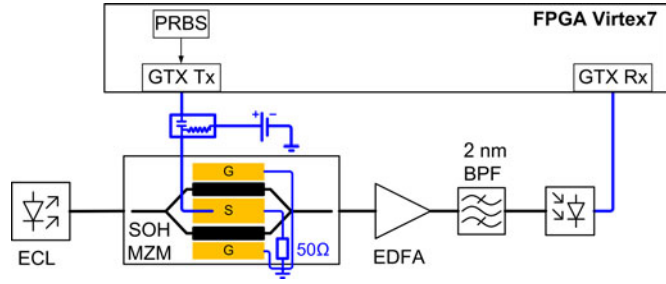 FPGA Virtex7
PRBS
GTX Tx
GTX Rx
+ −
2 nm
BPF
G
S
G
SOH
MZM
50Ω
ECL
EDFA